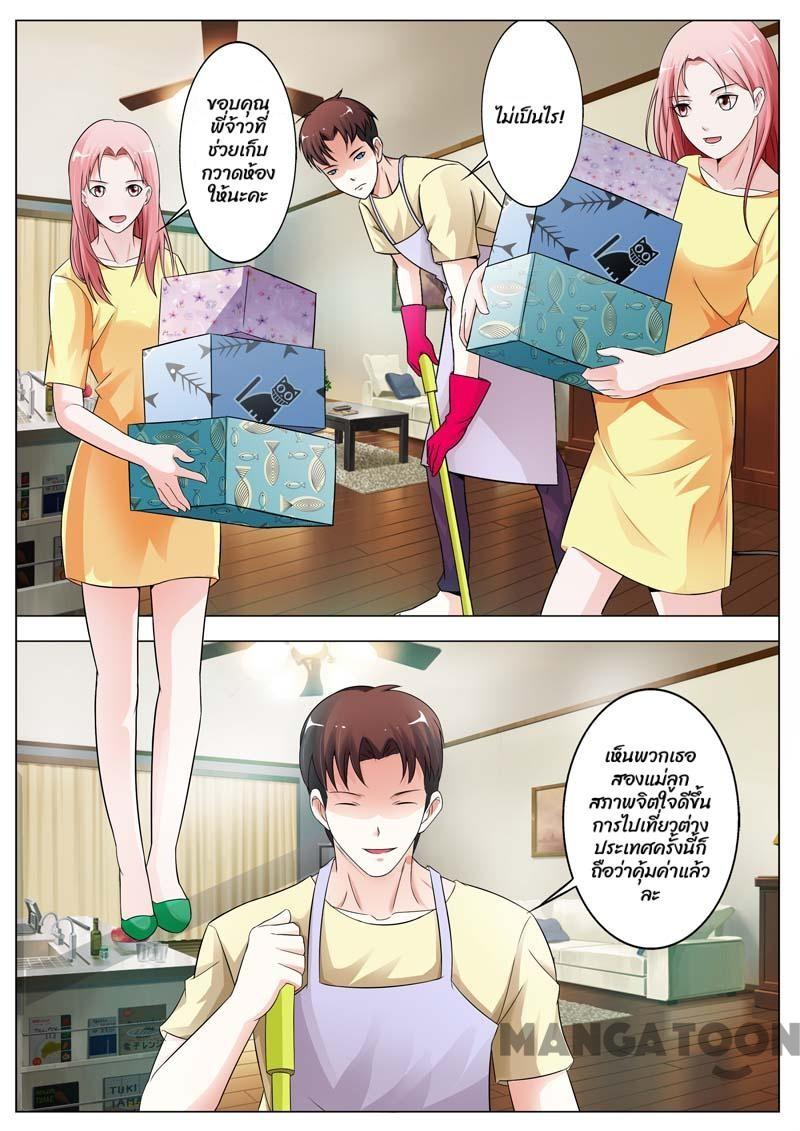 ขอบคุณ
พี่จ้าวที่
ช่วยเก็บ
กวาดห้อง
ให้นะคะ
ไม่เป็นไร!
เห็นพวกเธอ
สองแม่ลูก
สภาพจิตใจดีขึ้น
การไปเที่ยวต่าง
ประเทศครั้งนี้ก็
ถือว่าคุ้มค่าแล้ว
ละ
MANGATOON